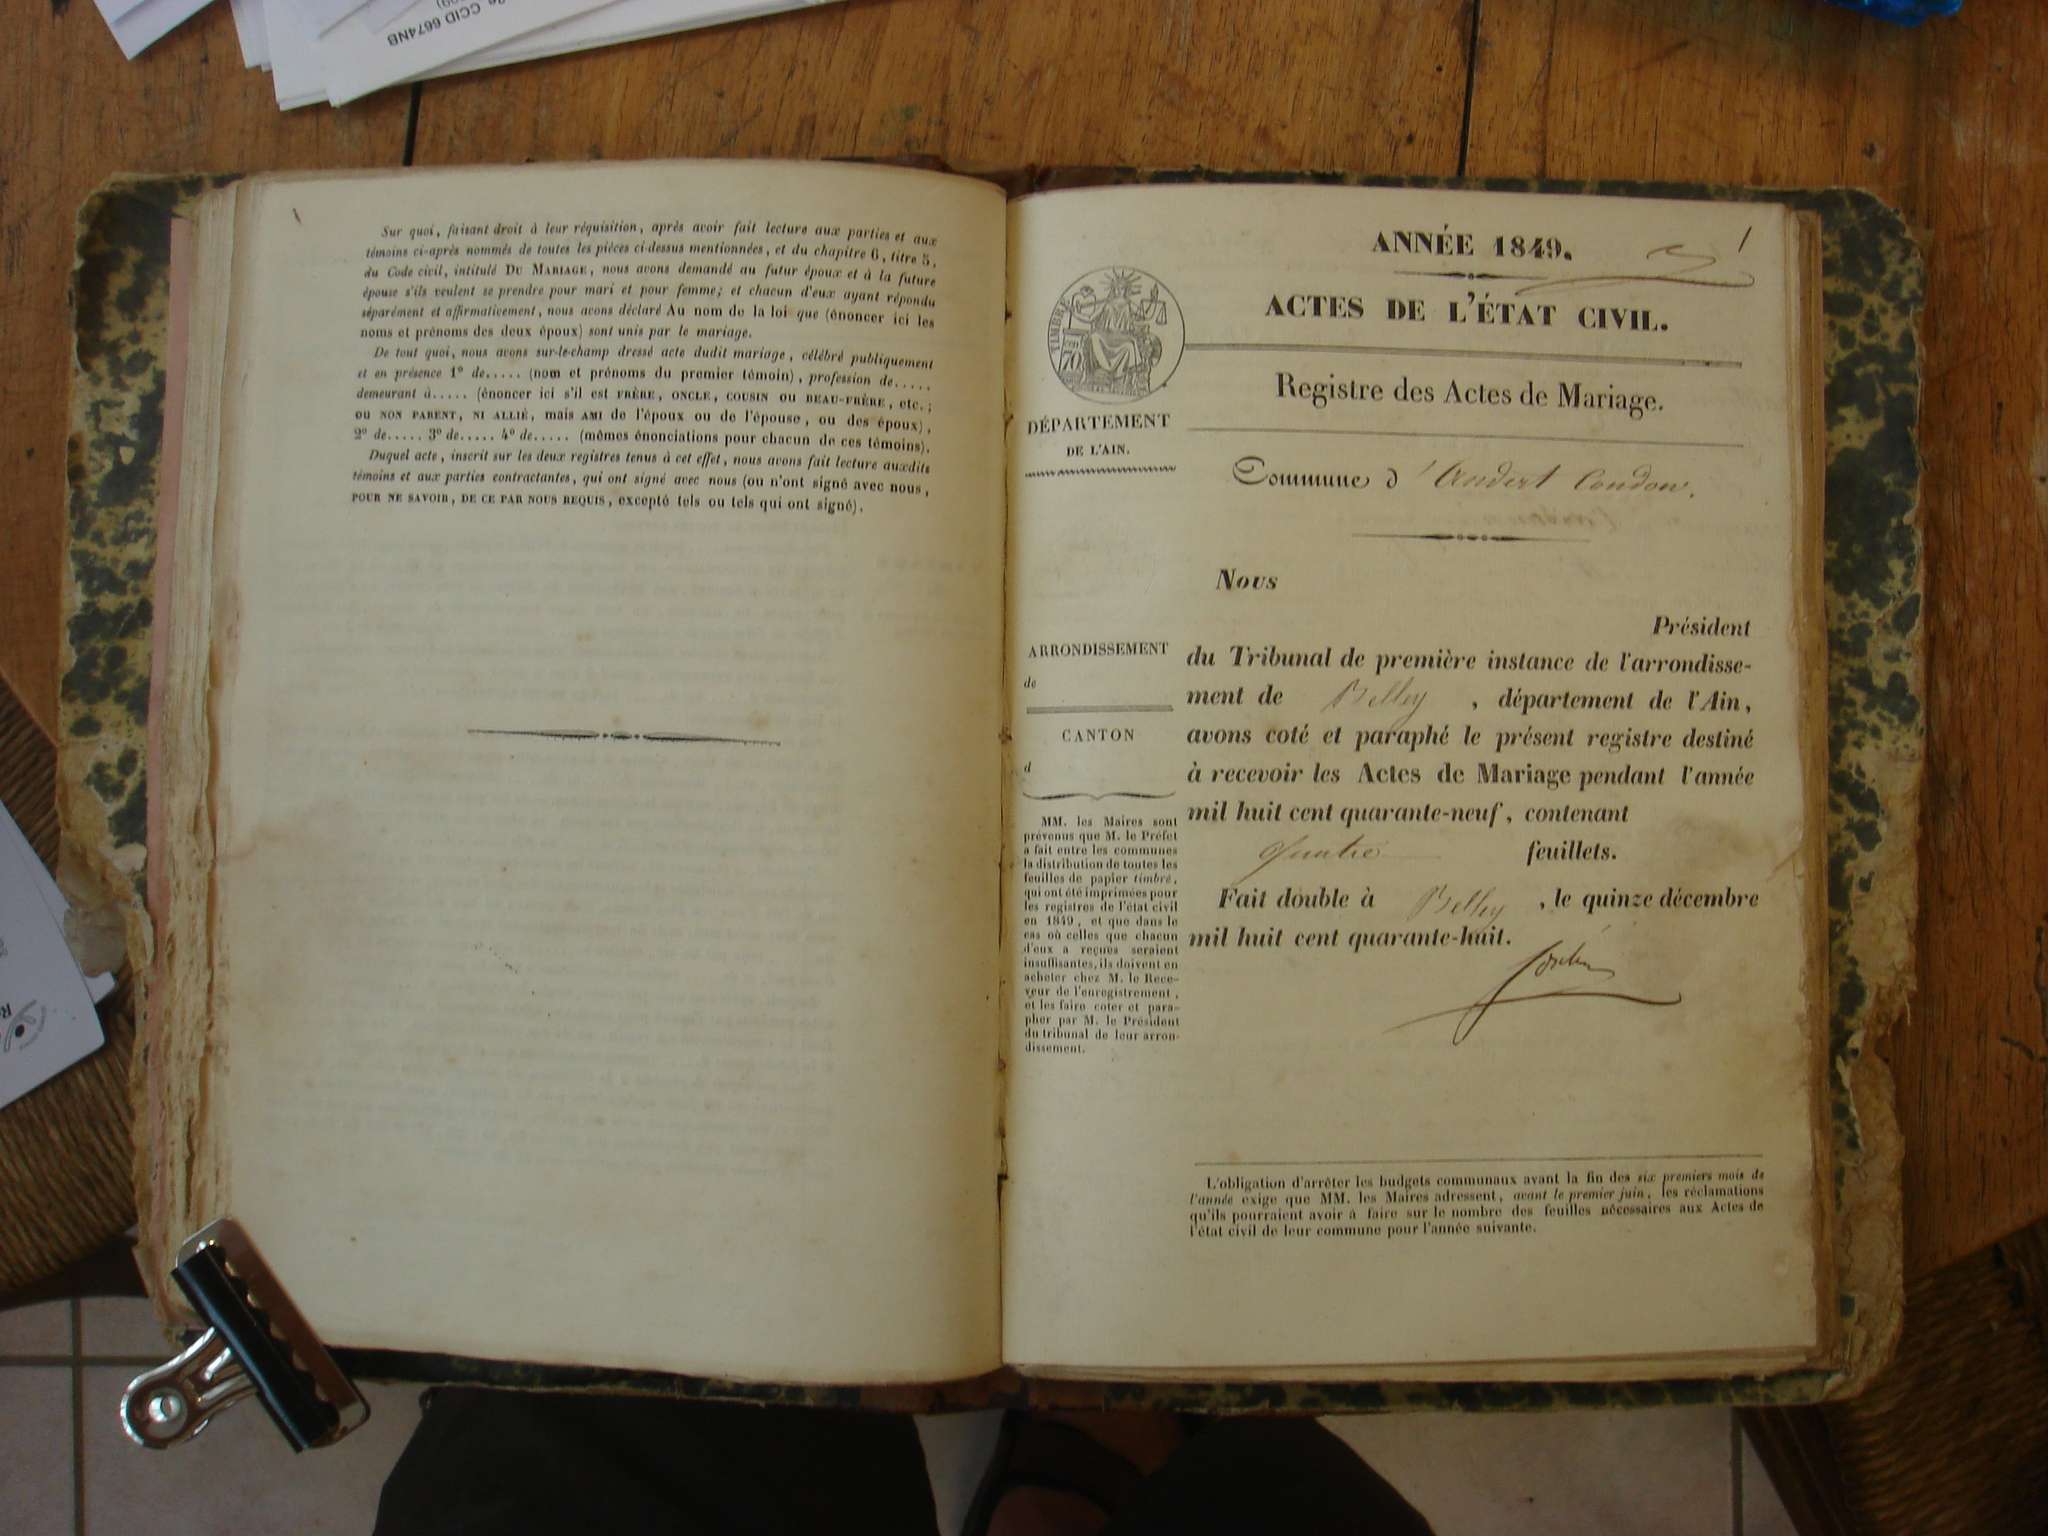 CCID 6674NB
Sur quoi, faisant droit à leur réquisition, après avoir fait lecture aux parties et aux
témoins ci-après nommés de toutes les pièces ci-dessus mentionnées, et du chapitre 6, titre 5,
du Code civil, intitulé DU MARIAGE, nous avons demandé au futur époux et à la future
épouse s'ils veulent se prendre pour mari et pour femme; et chacun d'eux ayant répondu
séparément et affirmativement, nous avons déclaré Au nom de la loi que (énoncer ici les
noms et prénoms des deux époux) sont unis par le mariage.
De tout quoi, nous avons sur-le-champ dressé acte dudit mariage, célébré publiquement
et en présence 1º de..... (nom et prénoms du premier témoin), profession de.....
demeurant à..... (énoncer ici s'il est FRÈRE, ONCLE, COUSIN OU BEAU-FRÈRE, etc.;
OU NON PARENT, NI ALLIÉ, mais AMI de l'époux ou de l'épouse, ou des époux),
2º de..... 3º de..... 4º de..... (mêmes énonciations pour chacun de ces témoins).
Duquel acte, inscrit sur les deux registres tenus à cet effet, nous avons fait lecture auxdits
témoins et aux parties contractantes, qui ont signé avec nous (ou n'ont signé avec nous,
POUR NE SAVOIR, DE CE PAR NOUS REQUIS, excepté tels ou tels qui ont signé).
1
ANNÉE 1849.
ACTES DE L'ÉTAT CIVIL.
TIMBRE
70
Registre des Actes de Mariage.
DÉPARTEMENT
DE L'AIN.
Commune d'Andert Condon.
Nous
Président
du Tribunal de première instance de l'arrondisse-
ment de Belley, département de l'Ain,
avons coté et paraphé le présent registre destiné
à recevoir les Actes de Mariage pendant l'année
mil huit cent quarante-neuf, contenant
quatre feuillets.
Fait double à Belley, le quinze décembre
mil huit cent quarante-huit.
ARRONDISSEMENT
de
CANTON
d
MM. les Maires sont
prévenus que M. le Préfet
a fait entre les communes
la distribution de toutes les
feuilles de papier timbré,
qui ont été imprimées pour
les registres de l'état civil
en 1849, et que dans le
cas où celles que chacun
d'eux a reçues seraient
insuffisantes, ils doivent en
acheter chez M. le Rece-
veur de l'enregistrement,
et les faire coter et para-
pher par M. le Président
du tribunal de leur arron-
dissement.
L'obligation d'arrêter les budgets communaux avant la fin des six premiers mois de
l'année exige que MM. les Maires adressent, avant le premier juin, les réclamations
qu'ils pourraient avoir à faire sur le nombre des feuilles nécessaires aux Actes de
l'état civil de leur commune pour l'année suivante.